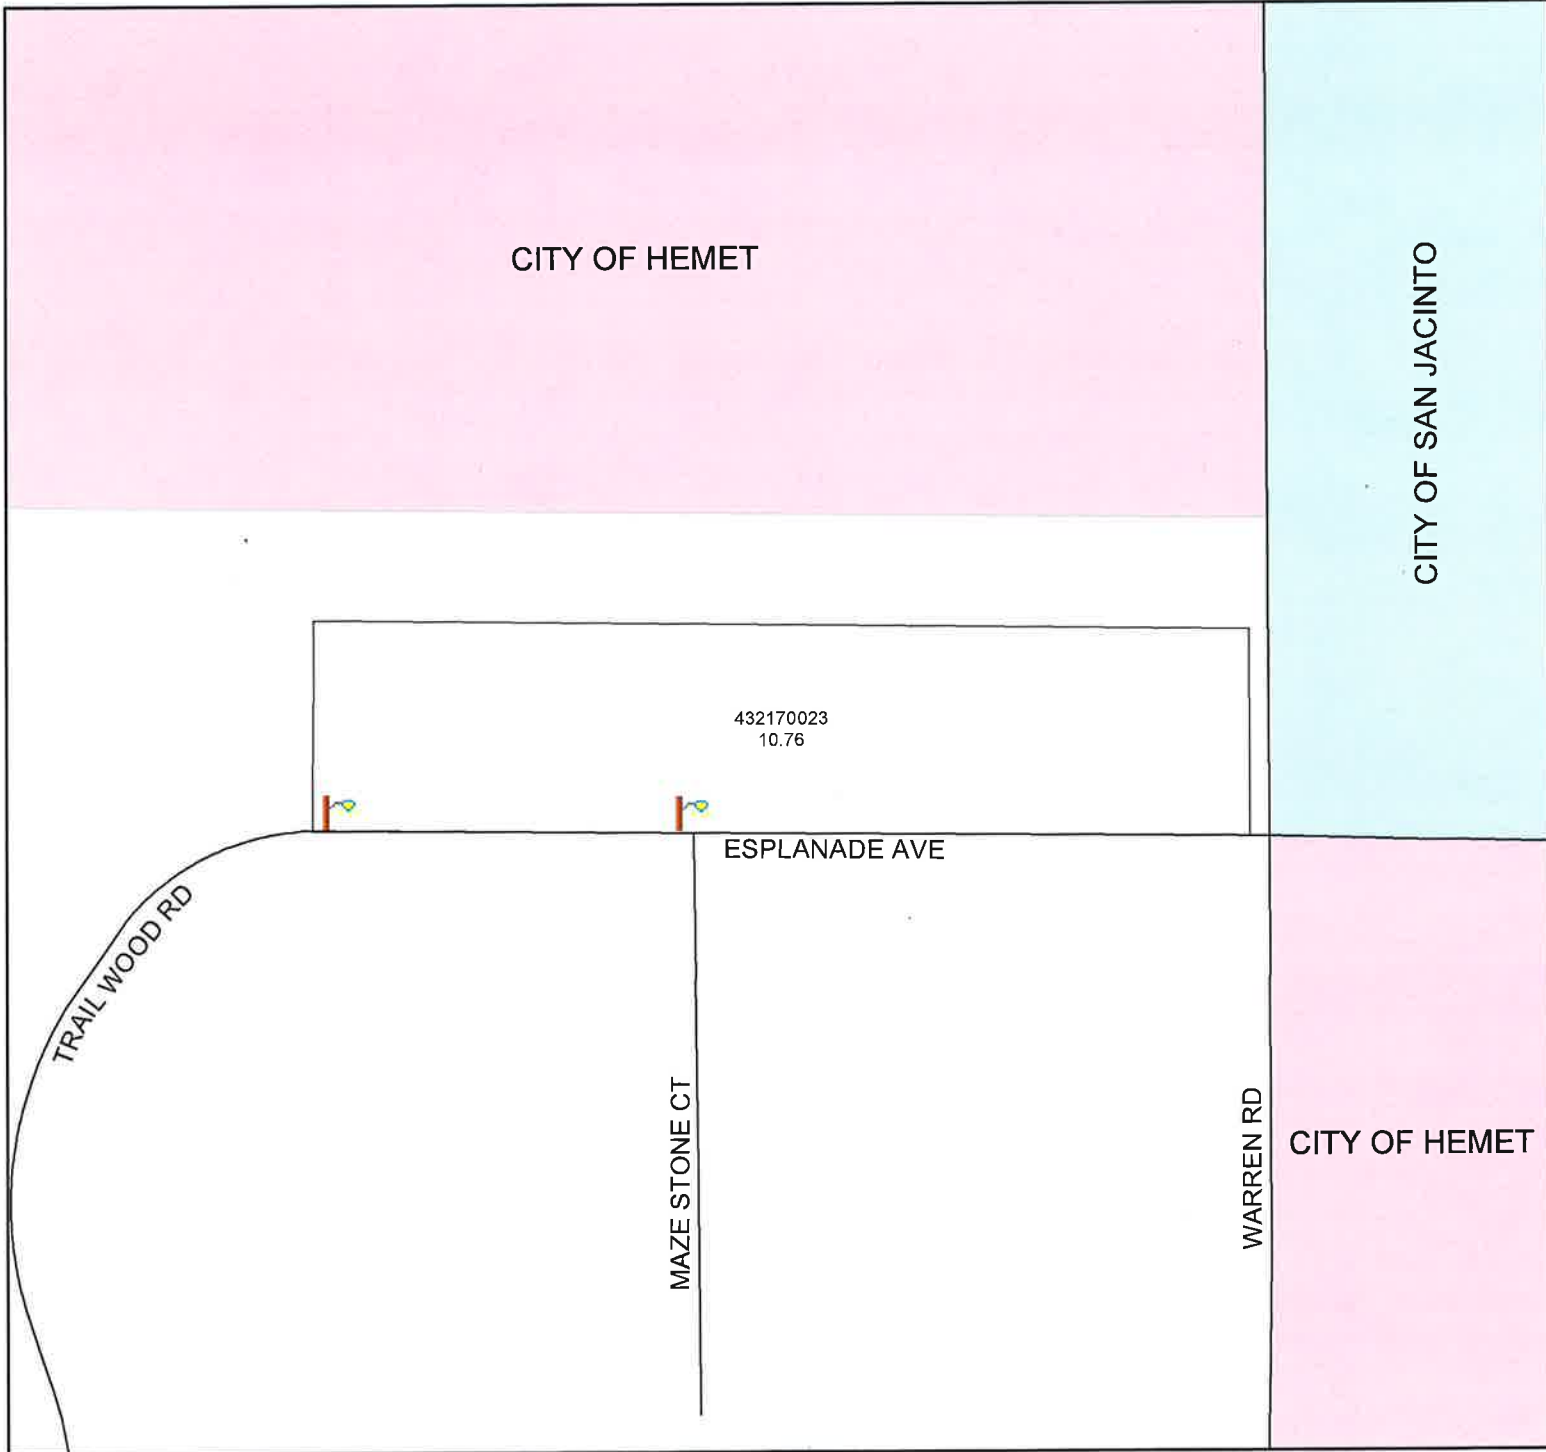 CITY OF HEMET
CITY OF SAN JACINTO
432170023
10.76
ESPLANADE AVE
TRAIL WOOD RD
MAZE STONE CT
WARREN RD
CITY OF HEMET